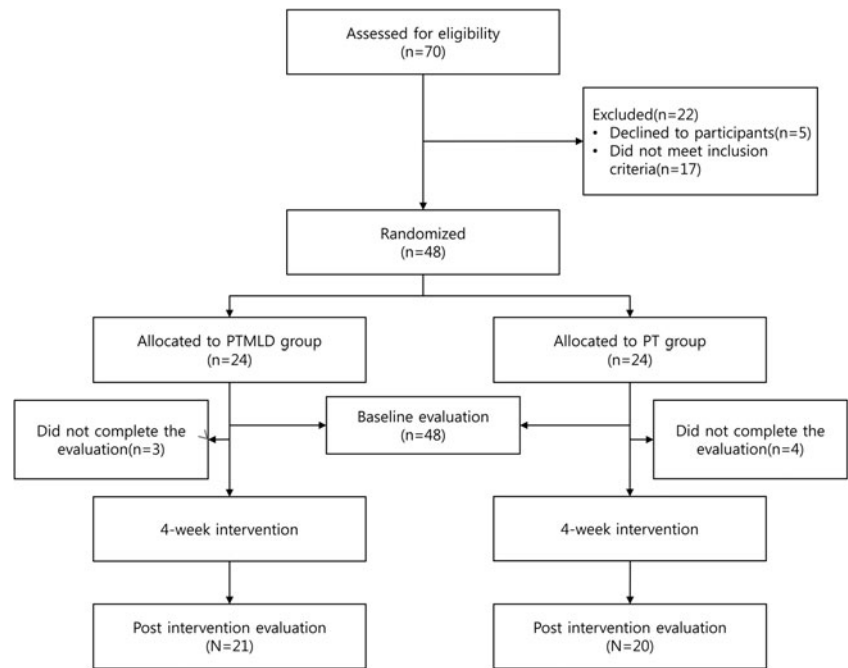 Assessed for eligibility
(n=70)
Excluded(n=22)
• Declined to participants(n=5)
• Did not meet inclusion
criteria(n=17)
Randomized
(n=48)
Allocated to PTMLD group
(n=24)
Allocated to PT group
(n=24)
Baseline evaluation
(n=48)
Did not complete the
evaluation(n=3)
Did not complete the
evaluation(n=4)
4-week intervention
4-week intervention
Post intervention evaluation
(N=21)
Post intervention evaluation
(N=20)